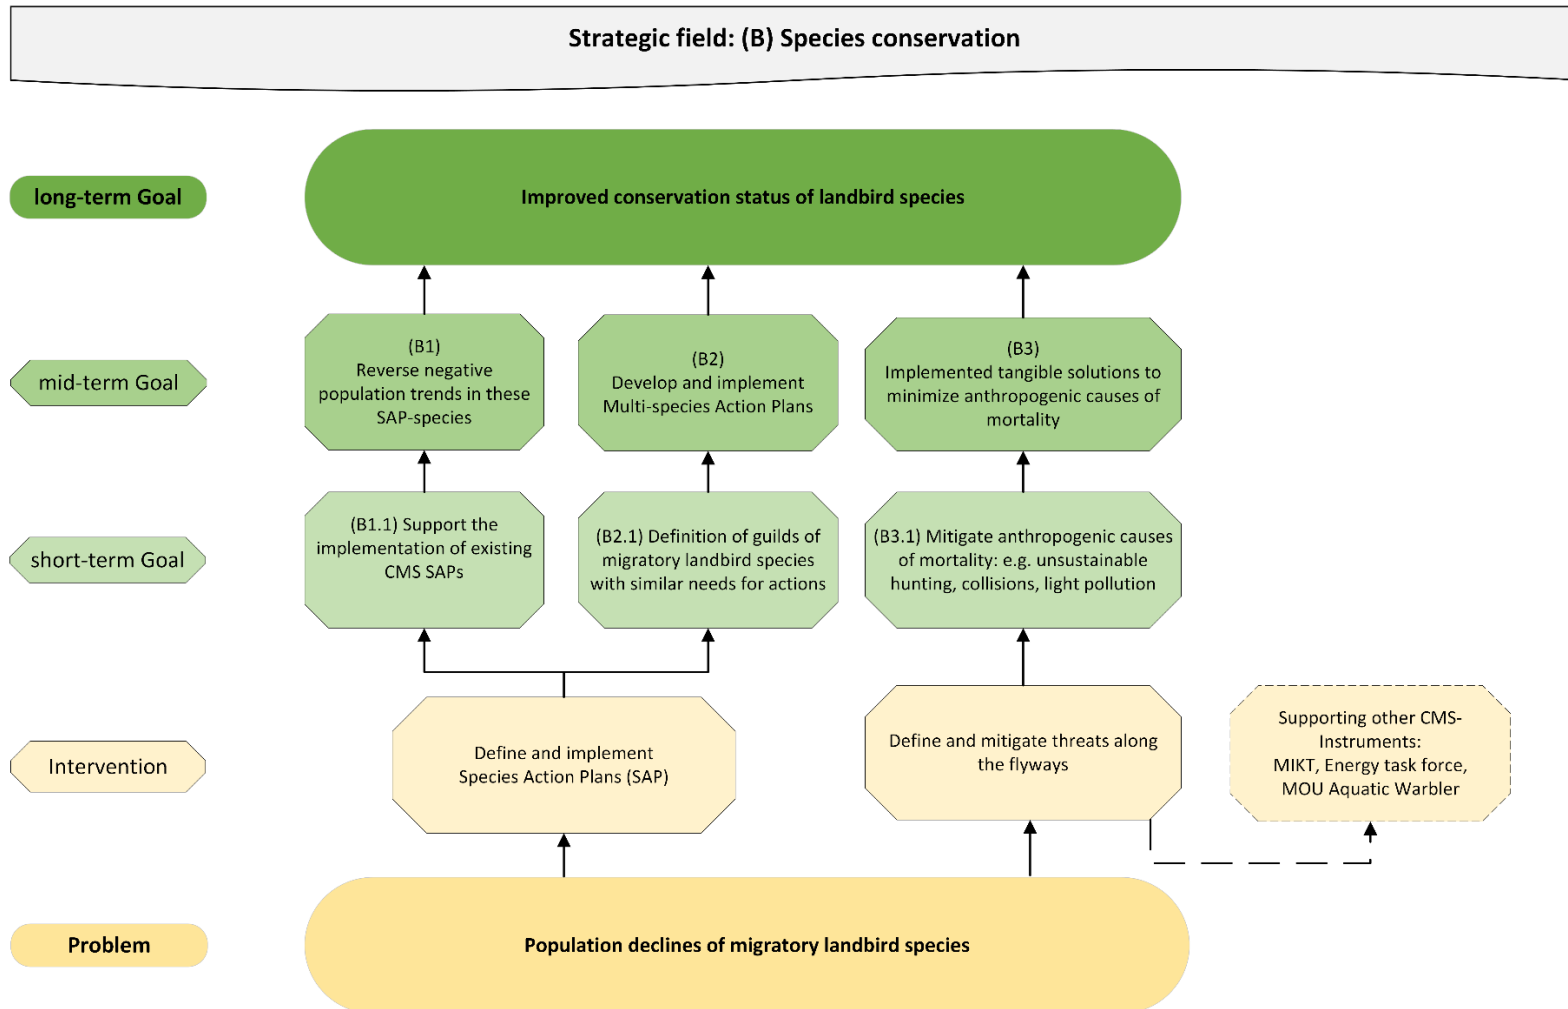 Strategic field: (B) Species conservation
long-term Goal
Improved conservation status of landbird species
mid-term Goal
(B1)
Reverse negative
population trends in these
SAP-species
(B2)
Develop and implement
Multi-species Action Plans
(B3)
Implemented tangible solutions to
minimize anthropogenic causes of
mortality
short-term Goal
(B1.1) Support the
implementation of existing
CMS SAPs
(B2.1) Definition of guilds of
migratory landbird species
with similar needs for actions
(B3.1) Mitigate anthropogenic causes
of mortality: e.g. unsustainable
hunting, collisions, light pollution
Intervention
Define and implement
Species Action Plans (SAP)
Define and mitigate threats along
the flyways
Supporting other CMS-
Instruments:
MIKT, Energy task force,
MOU Aquatic Warbler
Problem
Population declines of migratory landbird species